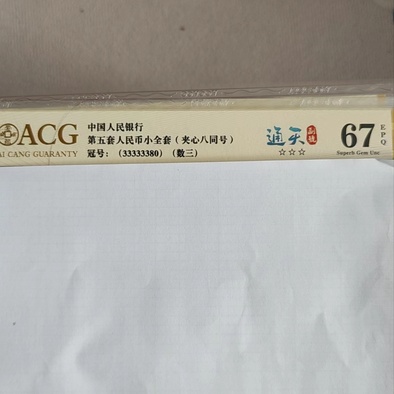 ACG
AI CANG GUARANTY
中国人民银行
第五套人民币小全套（夹心八同号）
冠号：（33333380）（数三）
通天
☆☆☆
67
EPQ
Superb Gem Unc